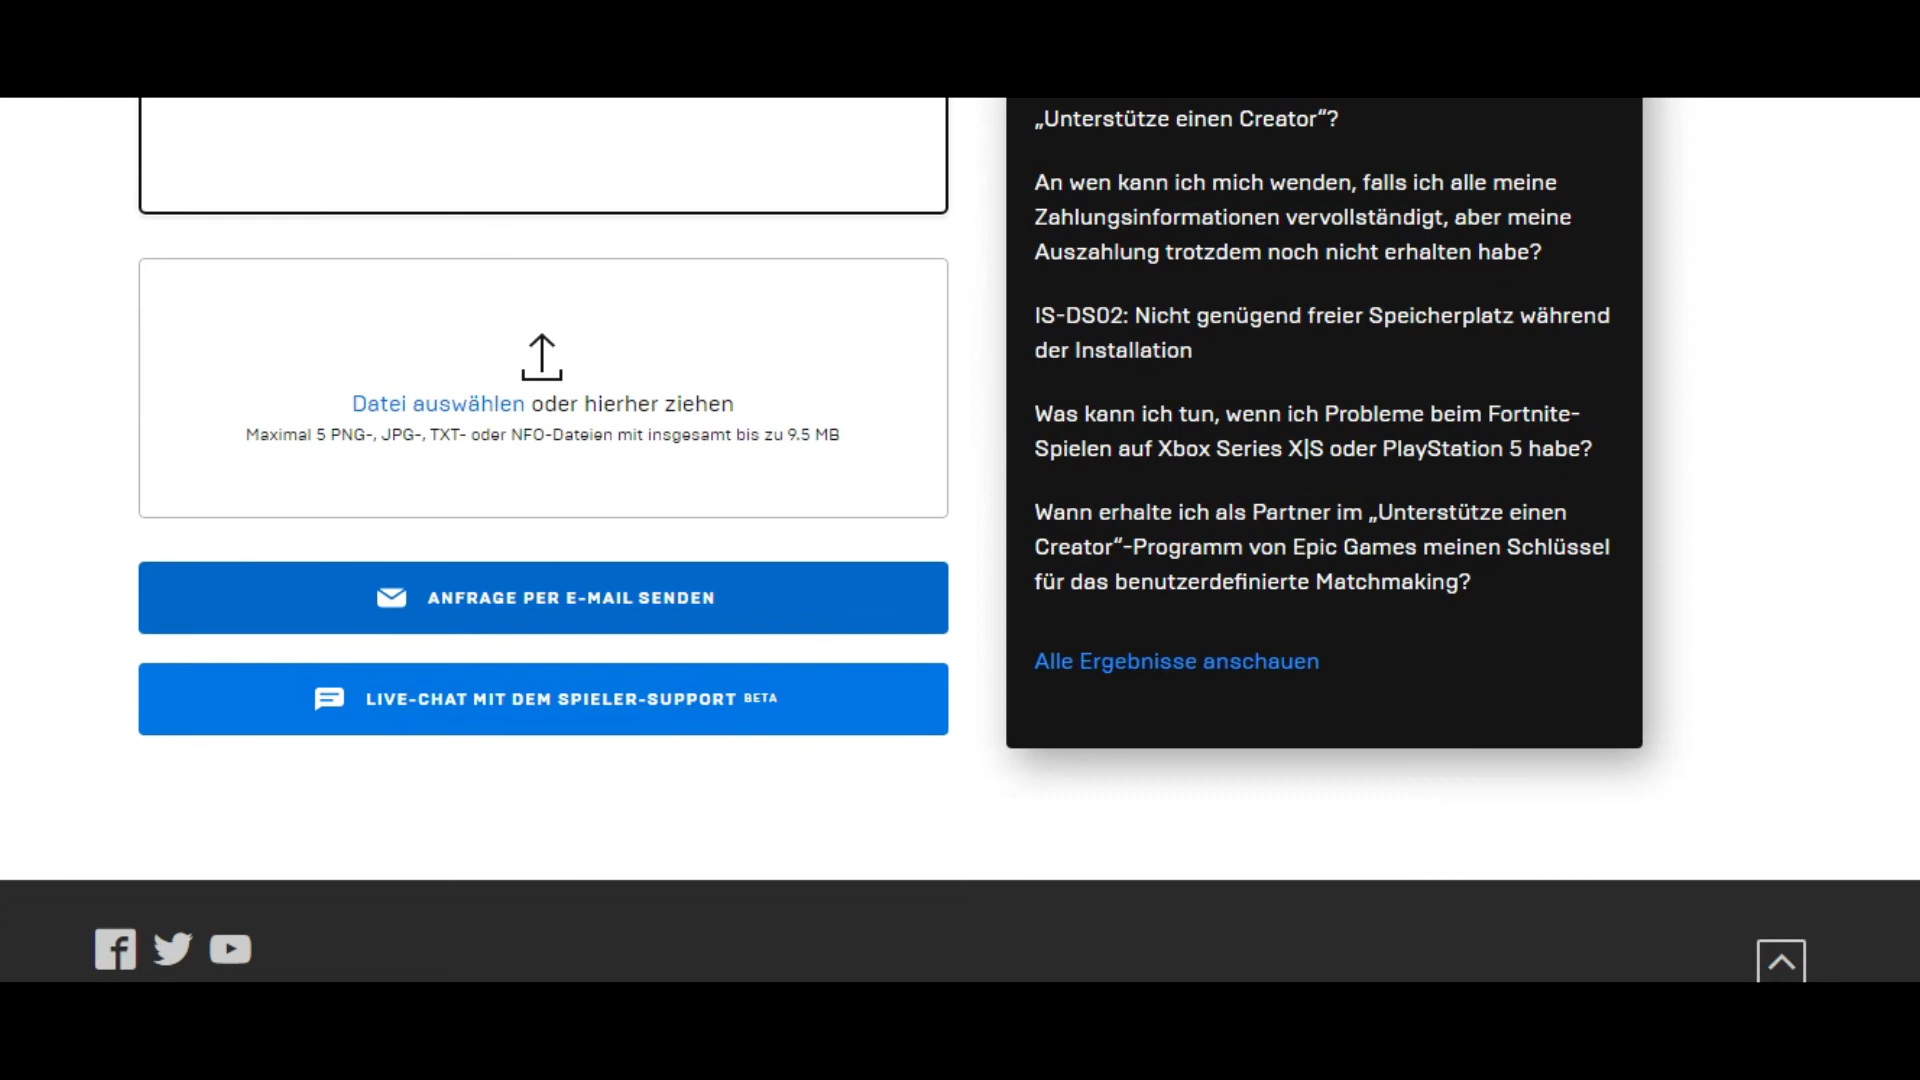 Datei auswählen oder hierher ziehen
Maximal 5 PNG-, JPG-, TXT- oder NFO-Dateien mit insgesamt bis zu 9.5 MB
ANFRAGE PER E-MAIL SENDEN
LIVE-CHAT MIT DEM SPIELER-SUPPORT BETA
„Unterstütze einen Creator“?
An wen kann ich mich wenden, falls ich alle meine
Zahlungsinformationen vervollständigt, aber meine
Auszahlung trotzdem noch nicht erhalten habe?
IS-DS02: Nicht genügend freier Speicherplatz während
der Installation
Was kann ich tun, wenn ich Probleme beim Fortnite-
Spielen auf Xbox Series X|S oder PlayStation 5 habe?
Wann erhalte ich als Partner im „Unterstütze einen
Creator“-Programm von Epic Games meinen Schlüssel
für das benutzerdefinierte Matchmaking?
Alle Ergebnisse anschauen